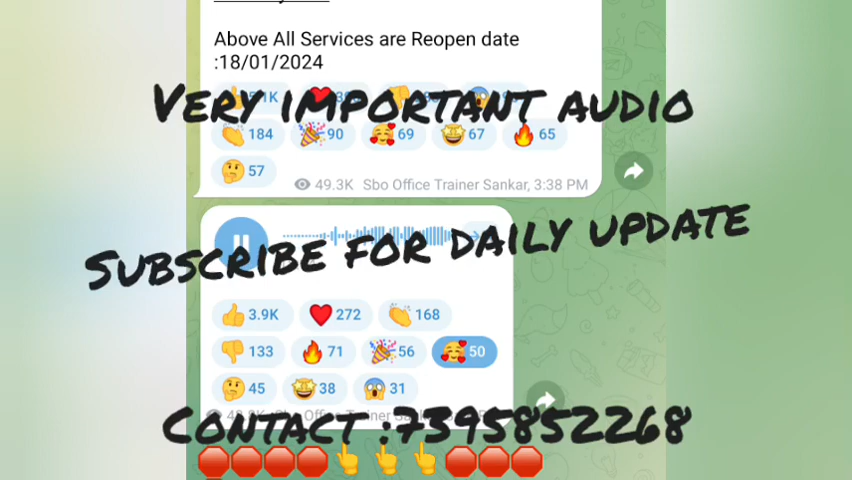 Above All Services are Reopen date
:18/01/2024
Very important audio
184 90 69 67 65
57
49.3K Sbo Office Trainer Sankar, 3:38 PM
Subscribe for daily update
3.9K 272 168
133 71 56 50
45 38 31
Contact :7395852268